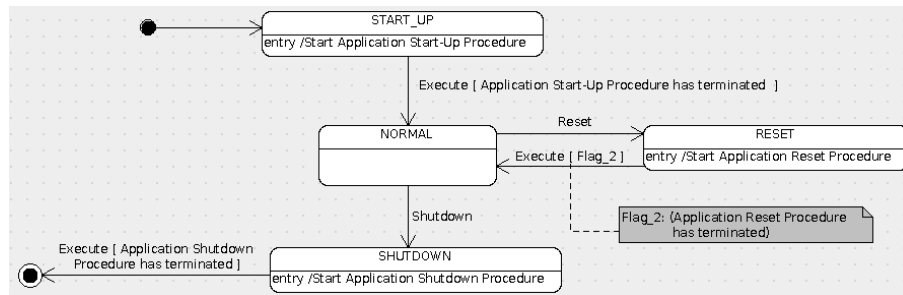 START_UP
entry /Start Application Start-Up Procedure
Execute [ Application Start-Up Procedure has terminated  ]
NORMAL
Reset
RESET
Execute [ Flag_2 ]
entry /Start Application Reset Procedure
Shutdown
Flag_2: (Application Reset Procedure
has terminated)
Execute [ Application Shutdown
Procedure has terminated ]
SHUTDOWN
entry /Start Application Shutdown Procedure